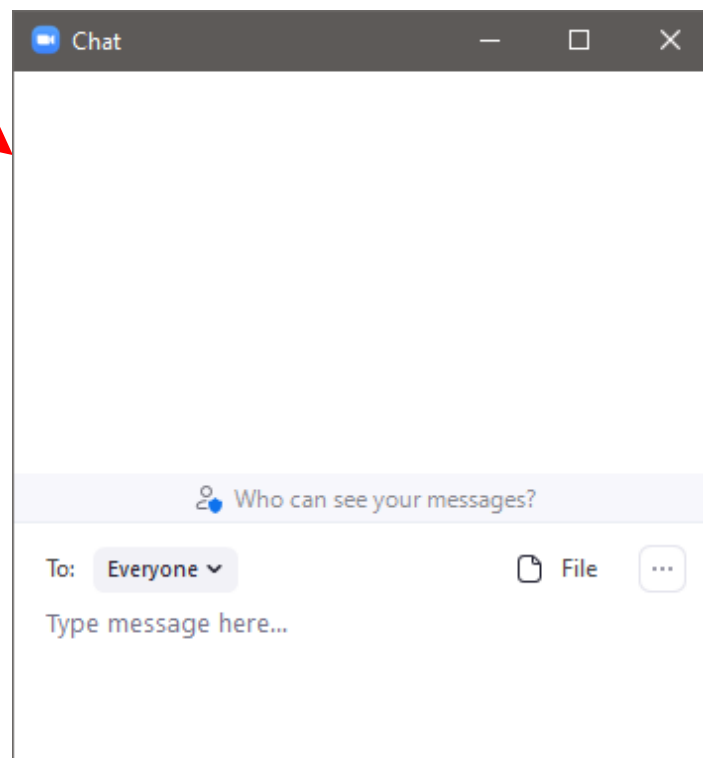 Chat
Who can see your messages?
To: Everyone File ...
Type message here...